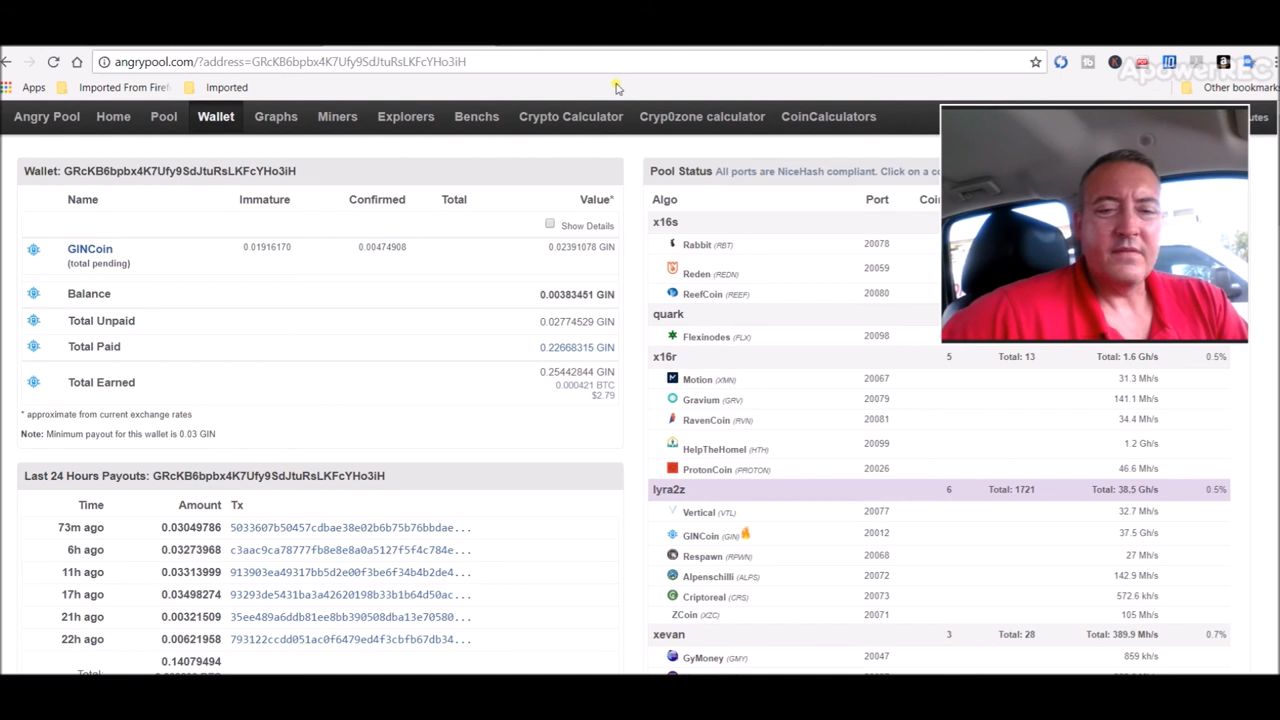 angrypool.com/?address=GRcKB6bpbx4K7Ufy9SdJtuRsLKFcYHo3iH
ApowerREC
Apps Imported From Firef Imported Other bookmark
Angry Pool Home Pool Wallet Graphs Miners Explorers Benchs Crypto Calculator Cryp0zone calculator CoinCalculators utes
Wallet: GRcKB6bpbx4K7Ufy9SdJtuRsLKFcYHo3iH
Name Immature Confirmed Total Value*
Show Details
GINCoin 0.01916170 0.00474908 0.02391078 GIN
(total pending)
Balance 0.00383451 GIN
Total Unpaid 0.02774529 GIN
Total Paid 0.22668315 GIN
Total Earned 0.25442844 GIN
0.000421 BTC
$2.79
* approximate from current exchange rates
Note: Minimum payout for this wallet is 0.03 GIN
Last 24 Hours Payouts: GRcKB6bpbx4K7Ufy9SdJtuRsLKFcYHo3iH
Time Amount Tx
73m ago 0.03049786 5033607b50457cdbae38e02b6b75b76bbdae...
6h ago 0.03273968 c3aac9ca78777fb8e8e8a0a5127f5f4c784e...
11h ago 0.03313999 913903ea49317bb5d2e00f3be6f34b4b2de4...
17h ago 0.03498274 93293de5431ba3a42620198b33b1b64d50ac...
21h ago 0.00321509 35ee489a6ddb81ee8bb390508dba13e70580...
22h ago 0.00621958 793122ccdd051ac0f6479ed4f3cbfb67db34...
0.14079494
Total:
Pool Status All ports are NiceHash compliant. Click on a co
Algo Port Coi
x16s
Rabbit (RBT) 20078
Reden (REDN) 20059
ReefCoin (REEF) 20080
quark
Flexinodes (FLX) 20098
x16r 5 Total: 13 Total: 1.6 Gh/s 0.5%
Motion (XMN) 20067 31.3 Mh/s
Gravium (GRV) 20079 141.1 Mh/s
RavenCoin (RVN) 20081 34.4 Mh/s
HelpTheHomel (HTH) 20099 1.2 Gh/s
ProtonCoin (PROTON) 20026 46.6 Mh/s
lyra2z 6 Total: 1721 Total: 38.5 Gh/s 0.5%
Vertical (VTL) 20077 32.7 Mh/s
GINCoin (GIN) 20012 37.5 Gh/s
Respawn (RPWN) 20068 27 Mh/s
Alpenschilli (ALPS) 20072 142.9 Mh/s
Criptoreal (CRS) 20073 572.6 kh/s
ZCoin (XZC) 20071 105 Mh/s
xevan 3 Total: 28 Total: 389.9 Mh/s 0.7%
GyMoney (GMY) 20047 859 kh/s